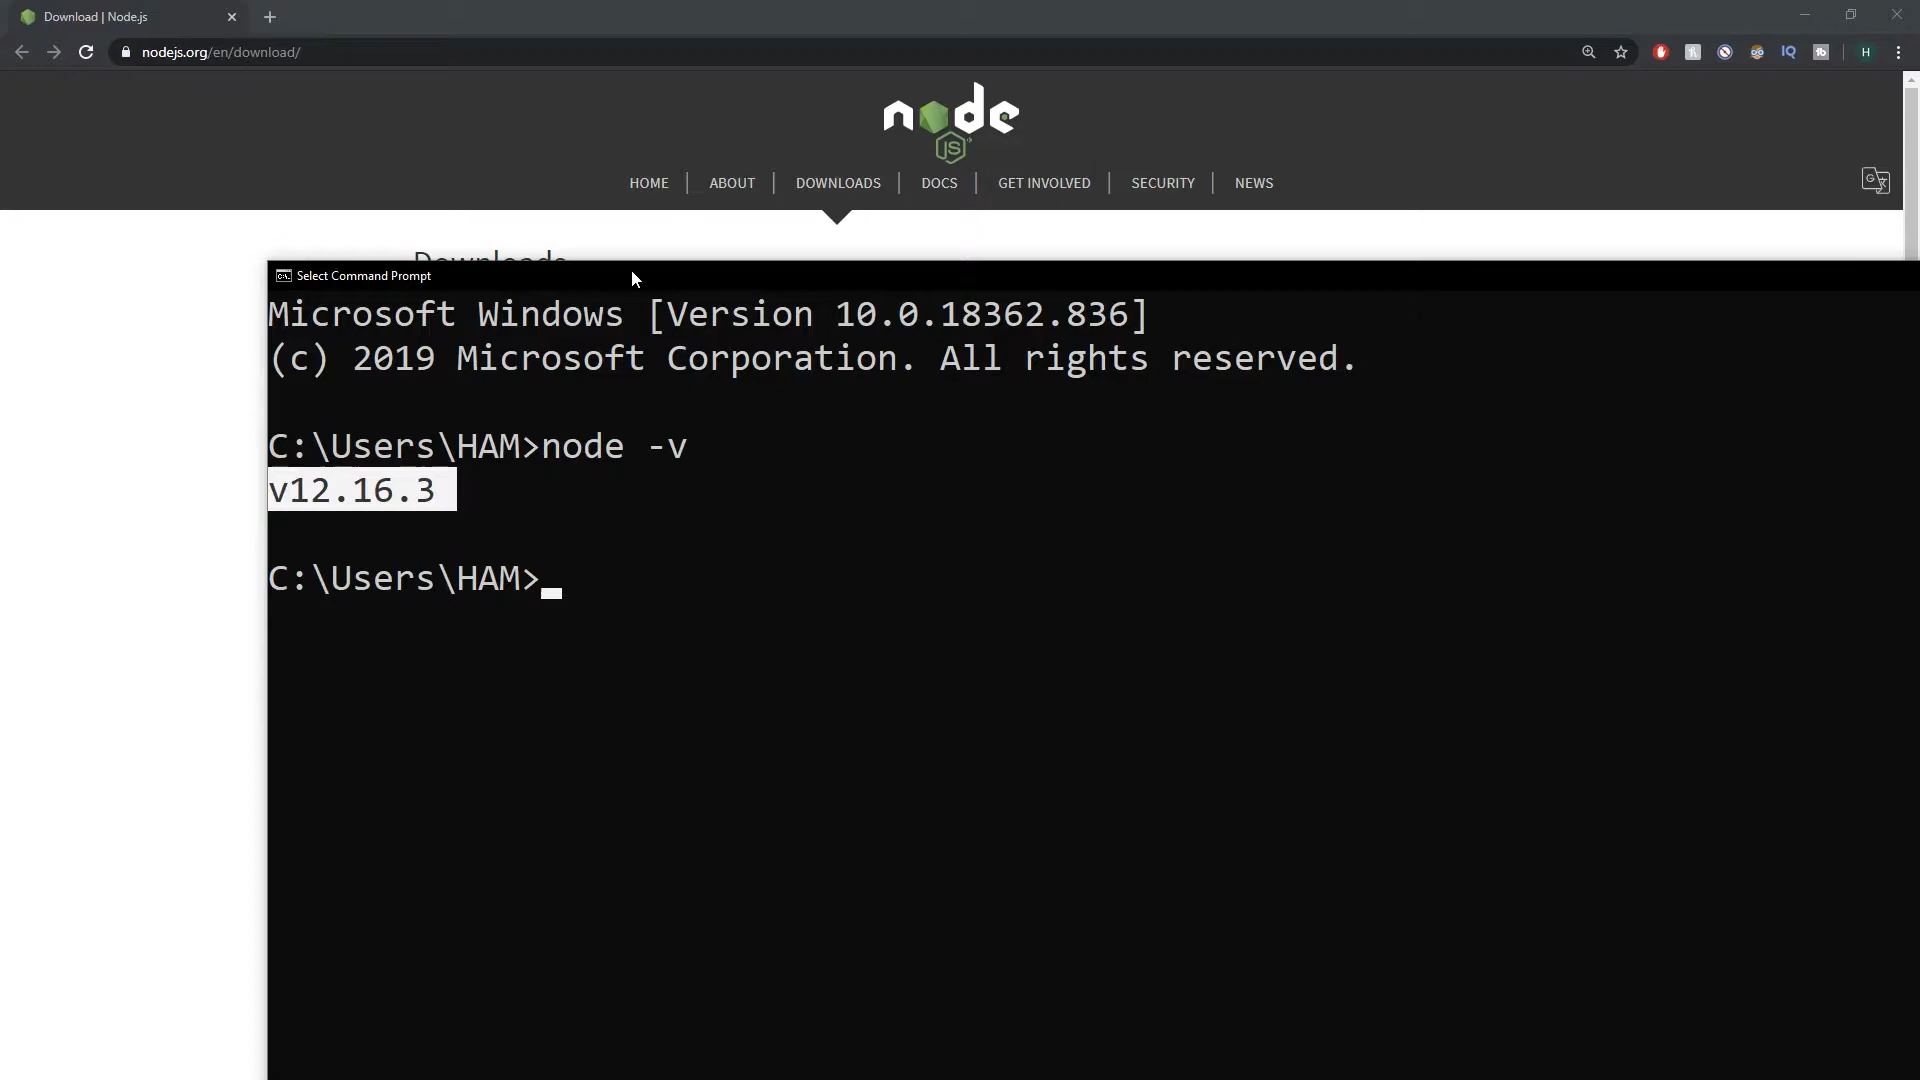 Download | Node.js
nodejs.org/en/download/
IQ
H
node
JS
HOME
ABOUT
DOWNLOADS
DOCS
GET INVOLVED
SECURITY
NEWS
Downloads
Select Command Prompt
Microsoft Windows [Version 10.0.18362.836]
(c) 2019 Microsoft Corporation. All rights reserved.
C:\Users\HAM>node -v
v12.16.3
C:\Users\HAM>